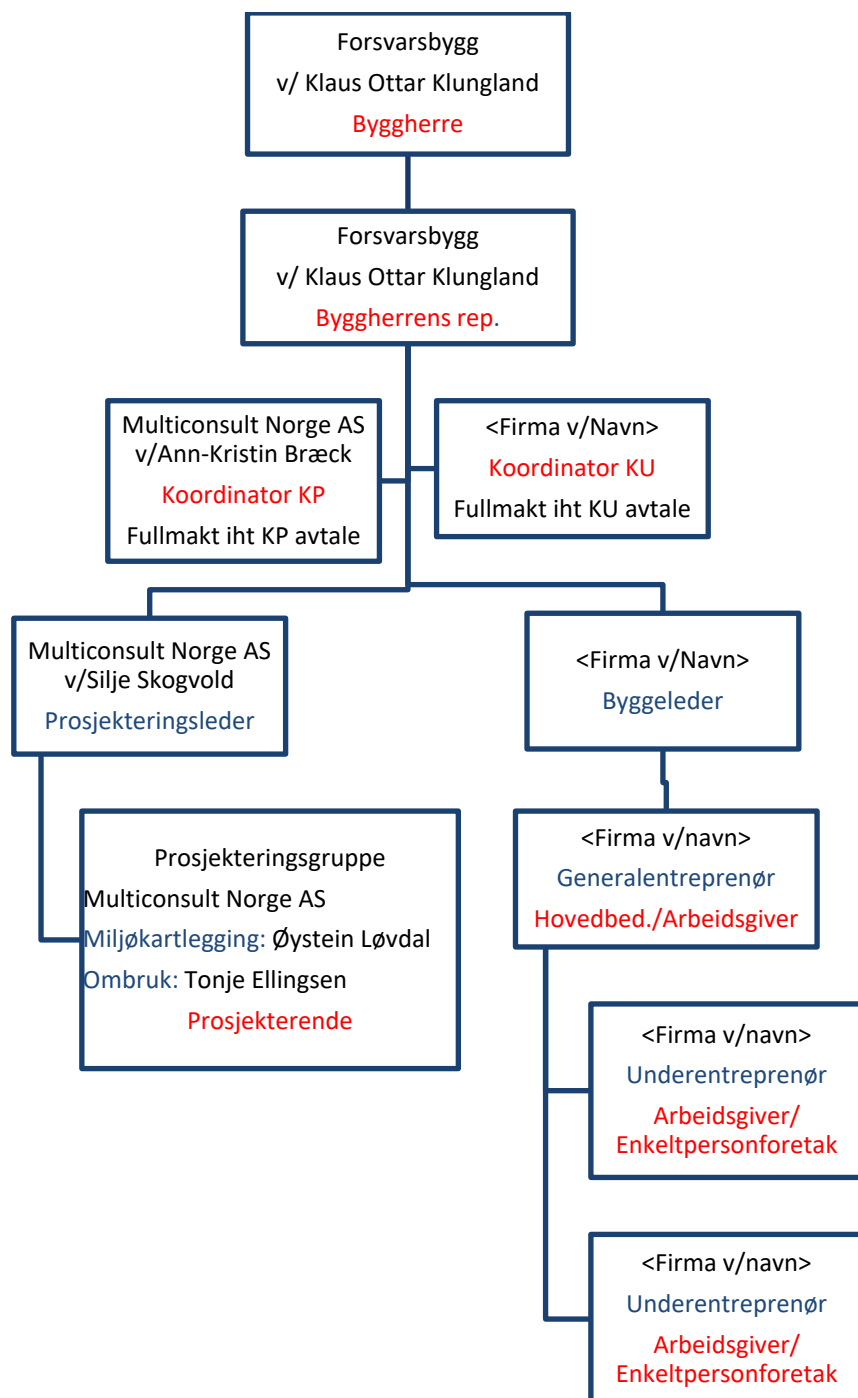 Forsvarsbygg
v/ Klaus Ottar Klungland
Byggherre
Forsvarsbygg
v/ Klaus Ottar Klungland
Byggherrens rep.
Multiconsult Norge AS
v/Ann-Kristin Bræck
Koordinator KP
Fullmakt iht KP avtale
<Firma v/Navn>
Koordinator KU
Fullmakt iht KU avtale
Multiconsult Norge AS
v/Silje Skogvold
Prosjekteringsleder
<Firma v/Navn>
Byggeleder
Prosjekteringsgruppe
Multiconsult Norge AS
Miljøkartlegging: Øystein Løvdal
Ombruk: Tonje Ellingsen
Prosjekterende
<Firma v/navn>
Generalentreprenør
Hovedbed./Arbeidsgiver
<Firma v/navn>
Underentreprenør
Arbeidsgiver/
Enkeltpersonforetak
<Firma v/navn>
Underentreprenør
Arbeidsgiver/
Enkeltpersonforetak